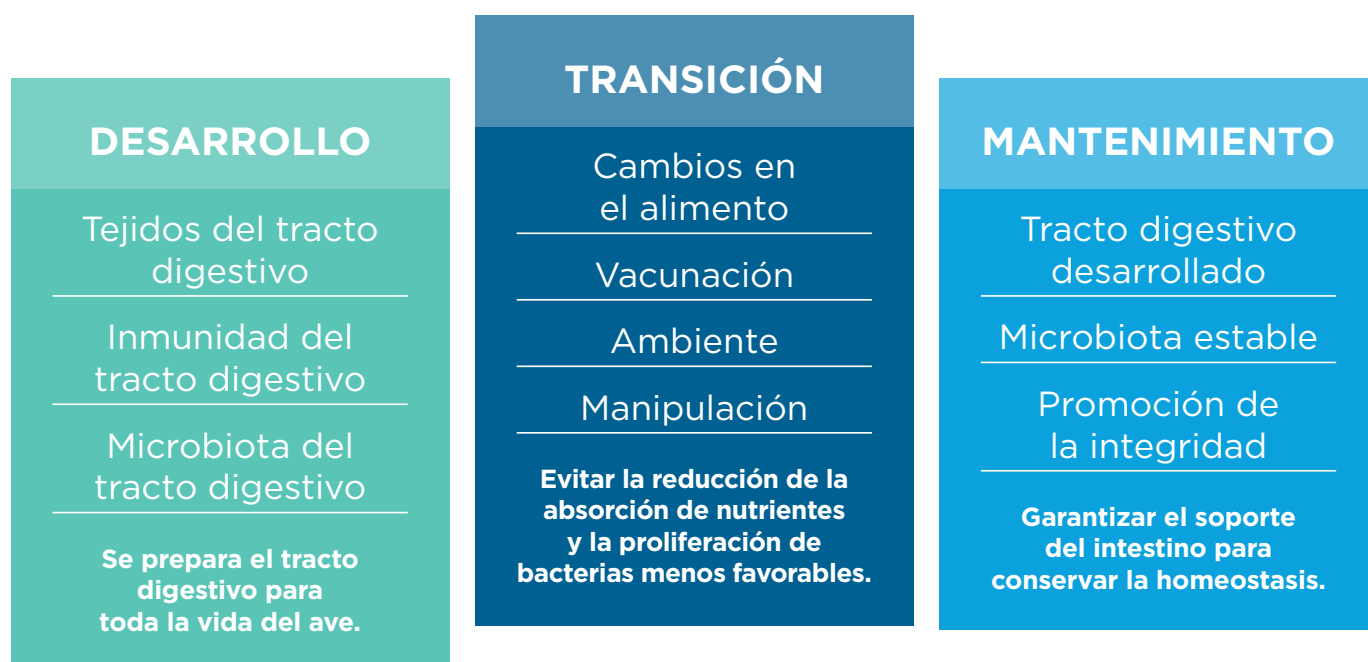 DESARROLLO
Tejidos del tracto
digestivo
Inmunidad del
tracto digestivo
Microbiota del
tracto digestivo
Se prepara el tracto
digestivo para
toda la vida del ave.
TRANSICIÓN
Cambios en
el alimento
Vacunación
Ambiente
Manipulación
Evitar la reducción de la
absorción de nutrientes
y la proliferación de
bacterias menos favorables.
MANTENIMIENTO
Tracto digestivo
desarrollado
Microbiota estable
Promoción de
la integridad
Garantizar el soporte
del intestino para
conservar la homeostasis.